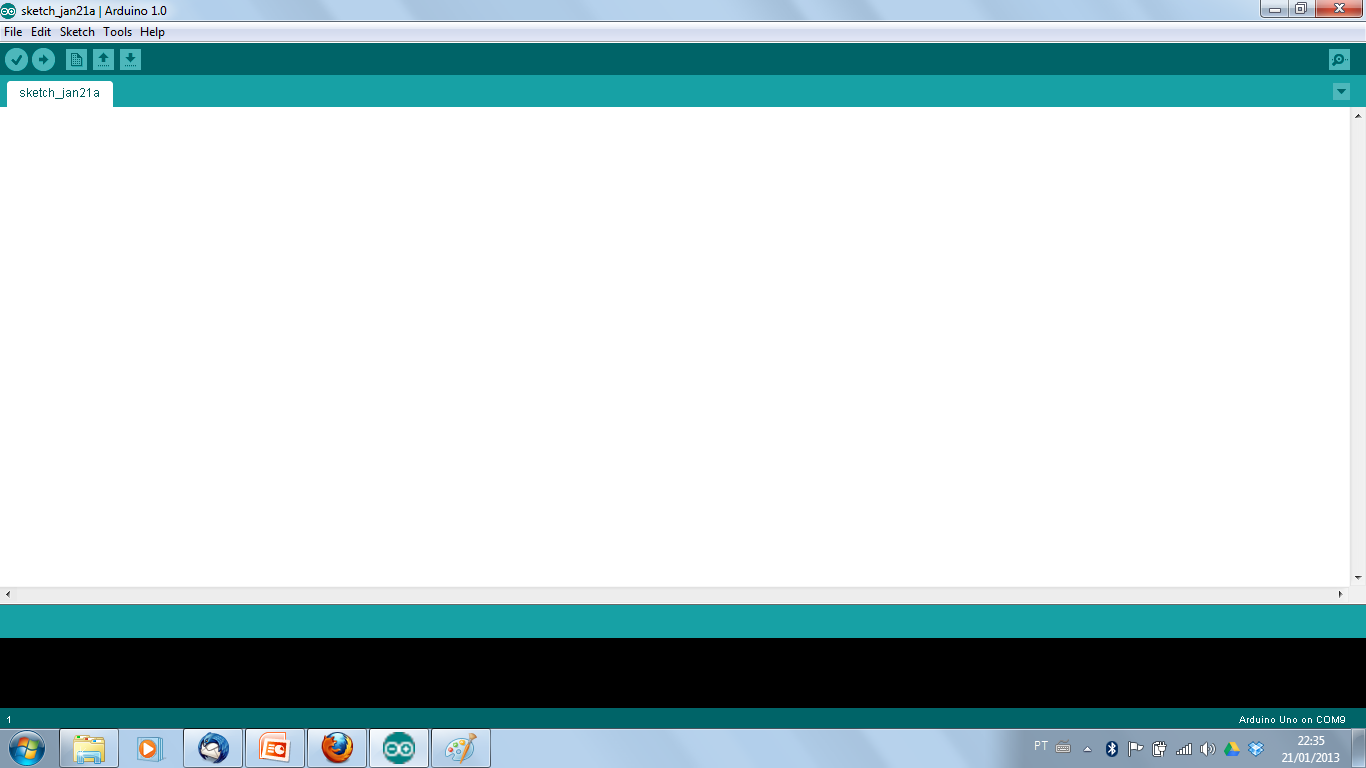 sketch_jan21a | Arduino 1.0
File Edit Sketch Tools Help
sketch_jan21a
1
Arduino Uno on COM9
PT
22:35
21/01/2013